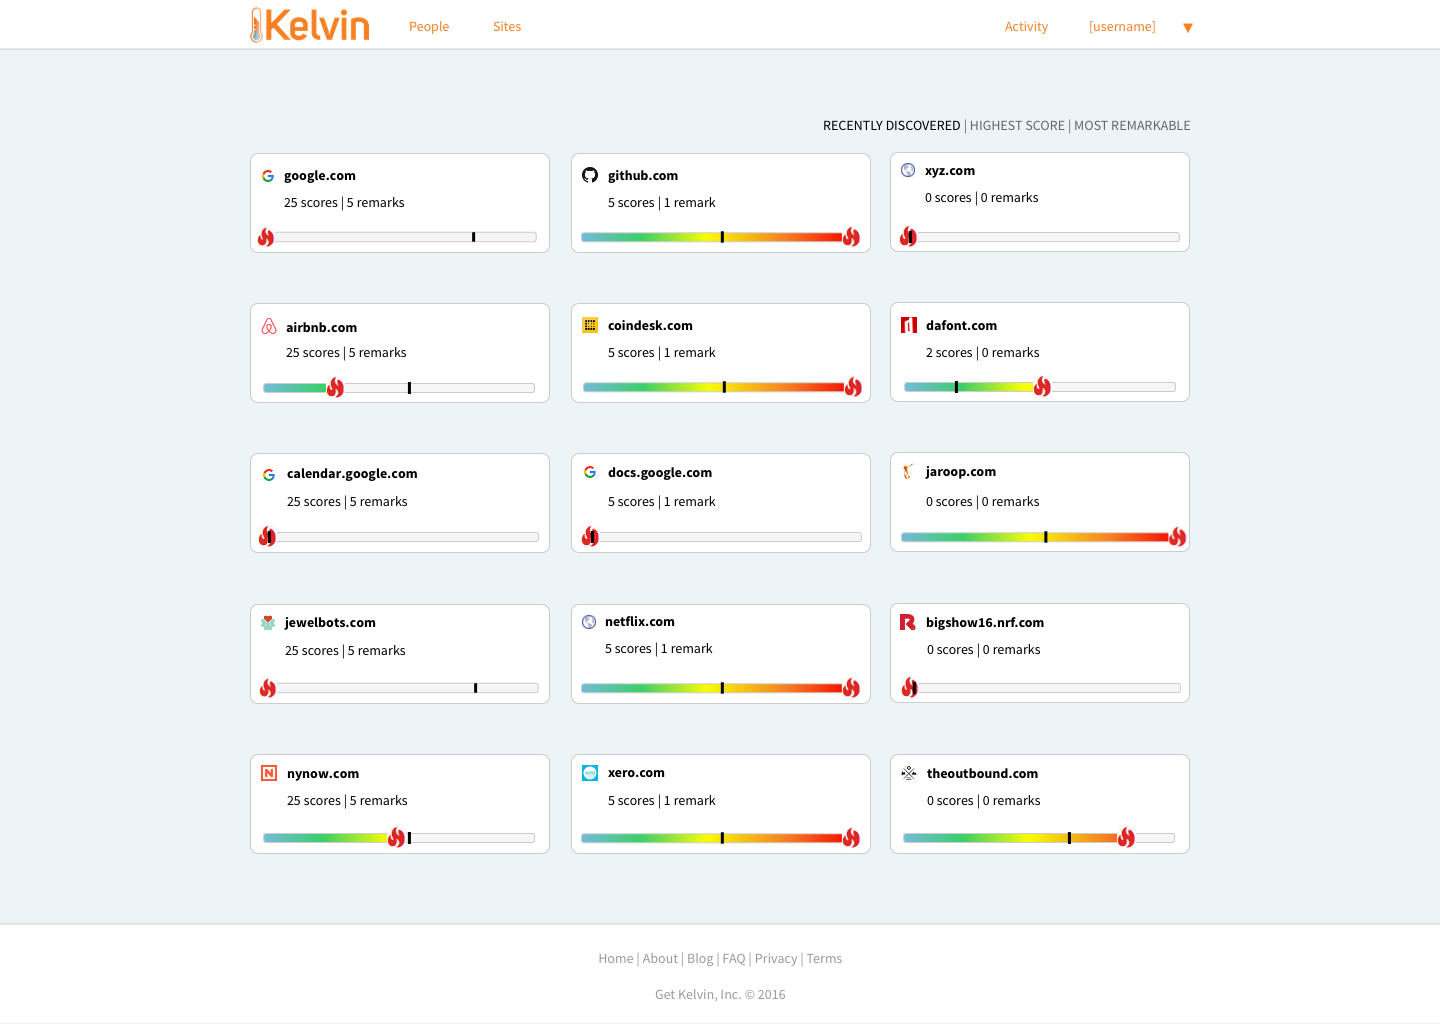 Kelvin People Sites Activity [username] ▼
RECENTLY DISCOVERED | HIGHEST SCORE | MOST REMARKABLE
google.com
25 scores | 5 remarks
github.com
5 scores | 1 remark
xyz.com
0 scores | 0 remarks
airbnb.com
25 scores | 5 remarks
coindesk.com
5 scores | 1 remark
dafont.com
2 scores | 0 remarks
calendar.google.com
25 scores | 5 remarks
docs.google.com
5 scores | 1 remark
jaroop.com
0 scores | 0 remarks
jewelbots.com
25 scores | 5 remarks
netflix.com
5 scores | 1 remark
bigshow16.nrf.com
0 scores | 0 remarks
nynow.com
25 scores | 5 remarks
xero.com
5 scores | 1 remark
theoutbound.com
0 scores | 0 remarks
Home | About | Blog | FAQ | Privacy | Terms
Get Kelvin, Inc. © 2016